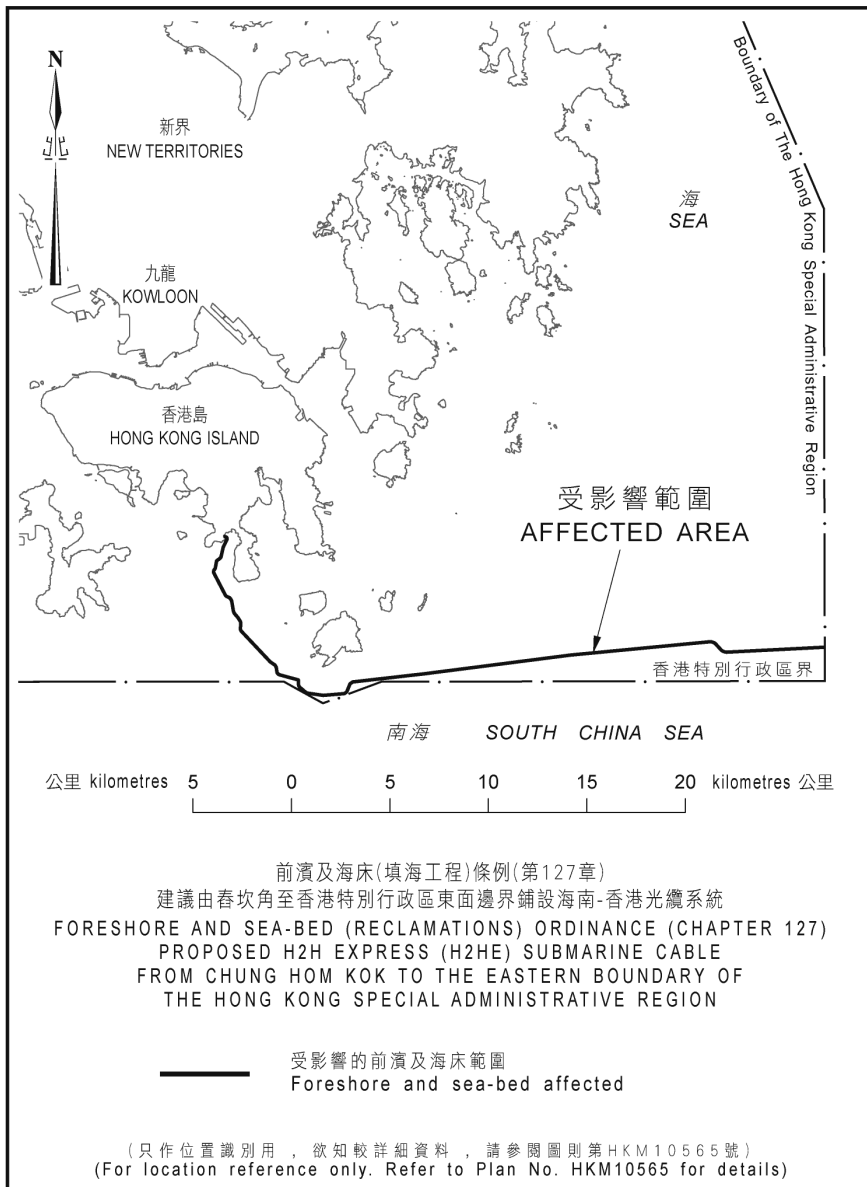 N
新界
NEW TERRITORIES
海
SEA
Boundary of The Hong Kong Special Administrative Region
九龍
KOWLOON
香港島
HONG KONG ISLAND
受影響範圍
AFFECTED AREA
香港特別行政區界
南海 SOUTH CHINA SEA
公里 kilometres 5 0 5 10 15 20 kilometres 公里
前濱及海床(填海工程)條例(第127章)
建議由舂坎角至香港特別行政區東面邊界鋪設海南-香港光纜系統
FORESHORE AND SEA-BED (RECLAMATIONS) ORDINANCE (CHAPTER 127)
PROPOSED H2H EXPRESS (H2HE) SUBMARINE CABLE
FROM CHUNG HOM KOK TO THE EASTERN BOUNDARY OF
THE HONG KONG SPECIAL ADMINISTRATIVE REGION
受影響的前濱及海床範圍
Foreshore and sea-bed affected
(只作位置識別用 , 欲知較詳細資料 , 請參閱圖則第HKM10565號)
(For location reference only. Refer to Plan No. HKM10565 for details)